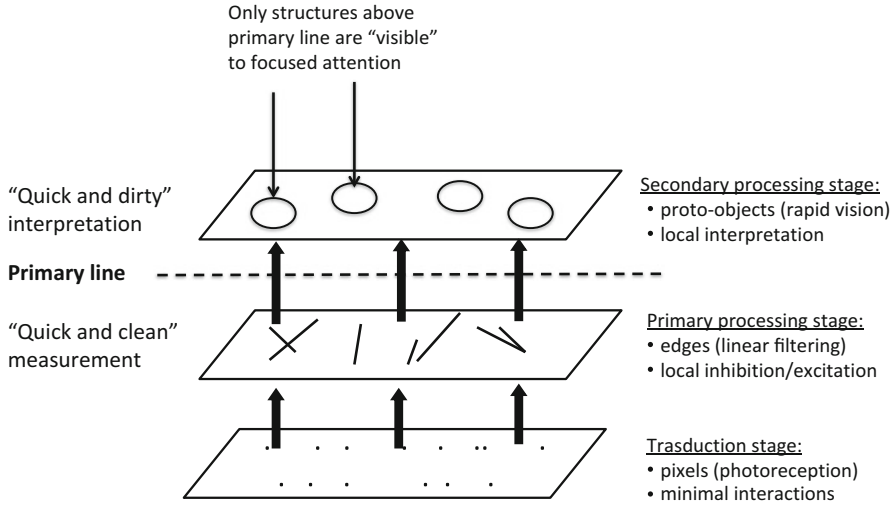 Only structures above
primary line are “visible”
to focused attention
“Quick and dirty”
interpretation
Secondary processing stage:
• proto-objects (rapid vision)
• local interpretation
Primary line
“Quick and clean”
measurement
Primary processing stage:
• edges (linear filtering)
• local inhibition/excitation
Trasduction stage:
• pixels (photoreception)
• minimal interactions